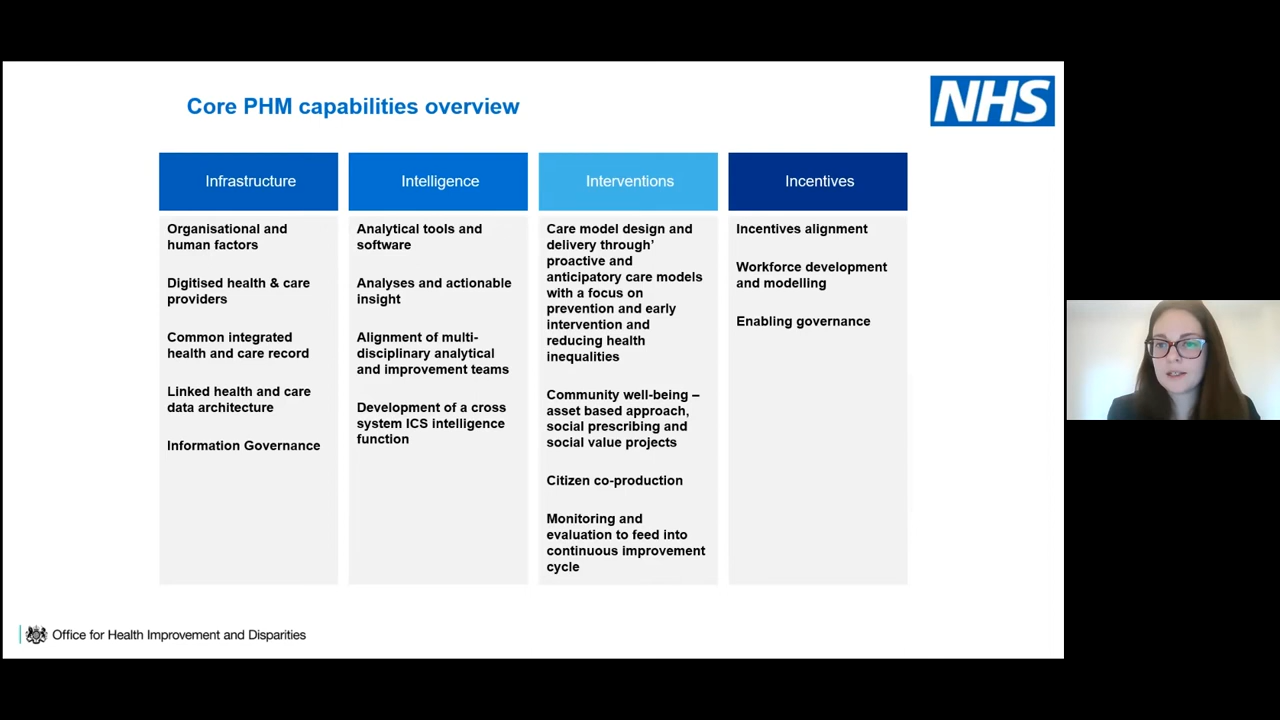 Core PHM capabilities overview
NHS
Infrastructure
Organisational and
human factors
Digitised health & care
providers
Common integrated
health and care record
Linked health and care
data architecture
Information Governance
Intelligence
Analytical tools and
software
Analyses and actionable
insight
Alignment of multi-
disciplinary analytical
and improvement teams
Development of a cross
system ICS intelligence
function
Interventions
Care model design and
delivery through’
proactive and
anticipatory care models
with a focus on
prevention and early
intervention and
reducing health
inequalities
Community well-being –
asset based approach,
social prescribing and
social value projects
Citizen co-production
Monitoring and
evaluation to feed into
continuous improvement
cycle
Incentives
Incentives alignment
Workforce development
and modelling
Enabling governance
Office for Health Improvement and Disparities